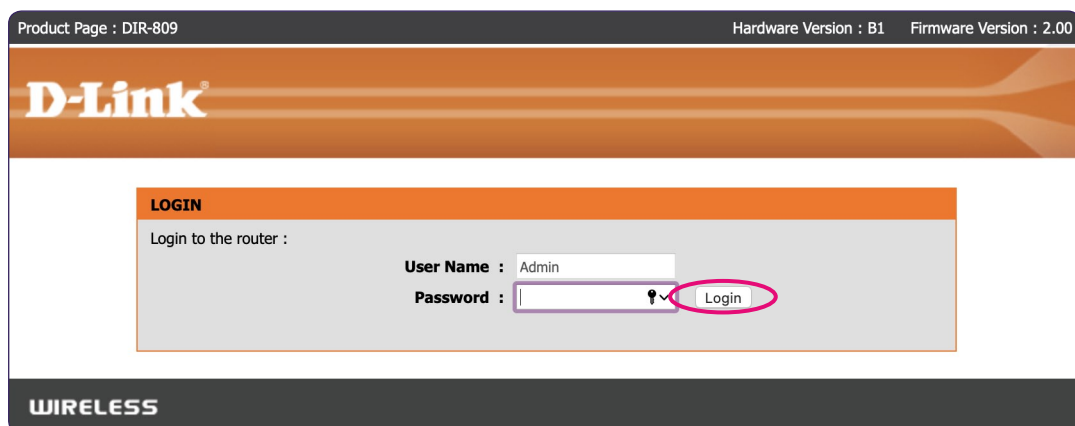 Product Page : DIR-809 Hardware Version : B1 Firmware Version : 2.00
D-Link®
LOGIN
Login to the router :
User Name : Admin
Password : Login
WIRELESS